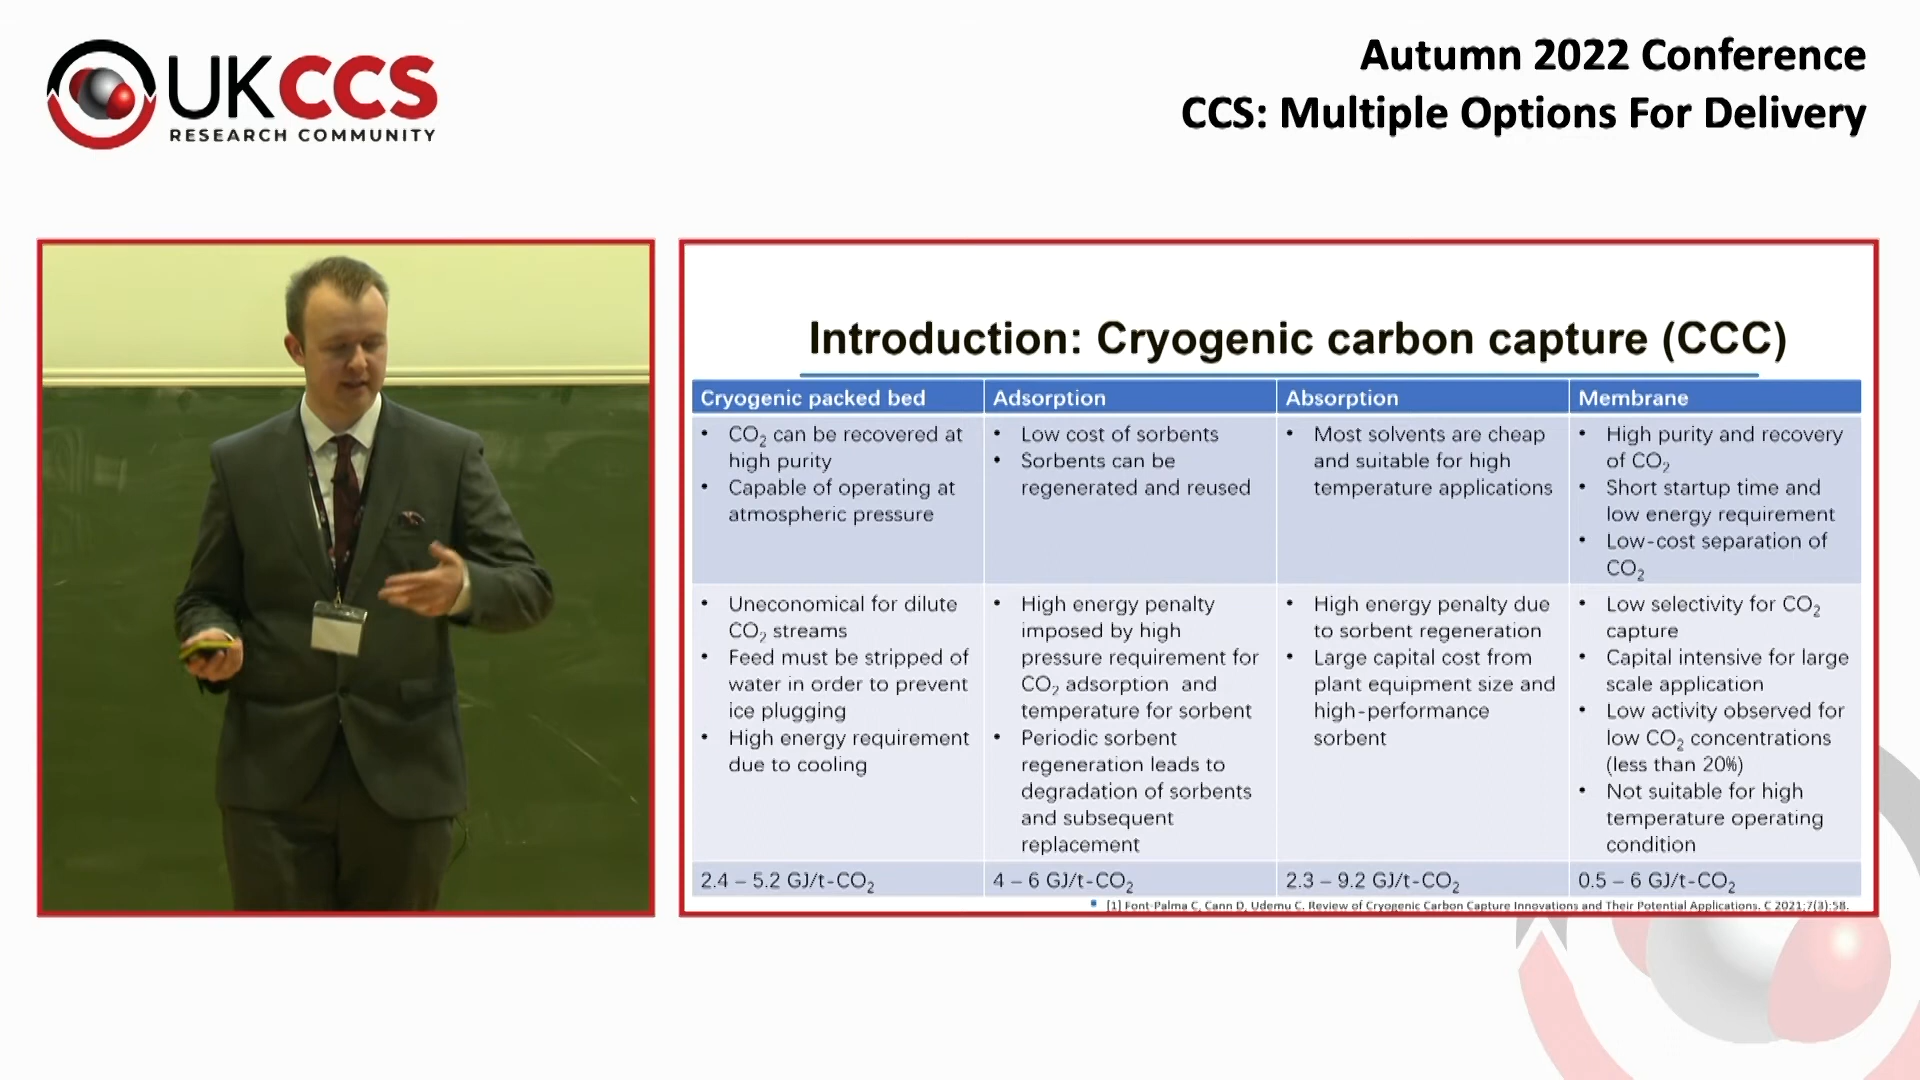 UKCCS
RESEARCH COMMUNITY
Autumn 2022 Conference
CCS: Multiple Options For Delivery
Introduction: Cryogenic carbon capture (CCC)
Cryogenic packed bed
• CO₂ can be recovered at
high purity
• Capable of operating at
atmospheric pressure
• Uneconomical for dilute
CO₂ streams
• Feed must be stripped of
water in order to prevent
ice plugging
• High energy requirement
due to cooling
2.4 – 5.2 GJ/t-CO₂
Adsorption
• Low cost of sorbents
• Sorbents can be
regenerated and reused
• High energy penalty
imposed by high
pressure requirement for
CO₂ adsorption and
temperature for sorbent
• Periodic sorbent
regeneration leads to
degradation of sorbents
and subsequent
replacement
4 – 6 GJ/t-CO₂
Absorption
• Most solvents are cheap
and suitable for high
temperature applications
• High energy penalty due
to sorbent regeneration
• Large capital cost from
plant equipment size and
high-performance
sorbent
2.3 – 9.2 GJ/t-CO₂
Membrane
• High purity and recovery
of CO₂
• Short startup time and
low energy requirement
• Low-cost separation of
CO₂
• Low selectivity for CO₂
capture
• Capital intensive for large
scale application
• Low activity observed for
low CO₂ concentrations
(less than 20%)
• Not suitable for high
temperature operating
condition
0.5 – 6 GJ/t-CO₂
[1] Font-Palma C, Cann D, Udemu C. Review of Cryogenic Carbon Capture Innovations and Their Potential Applications. C 2021;7(3):58.